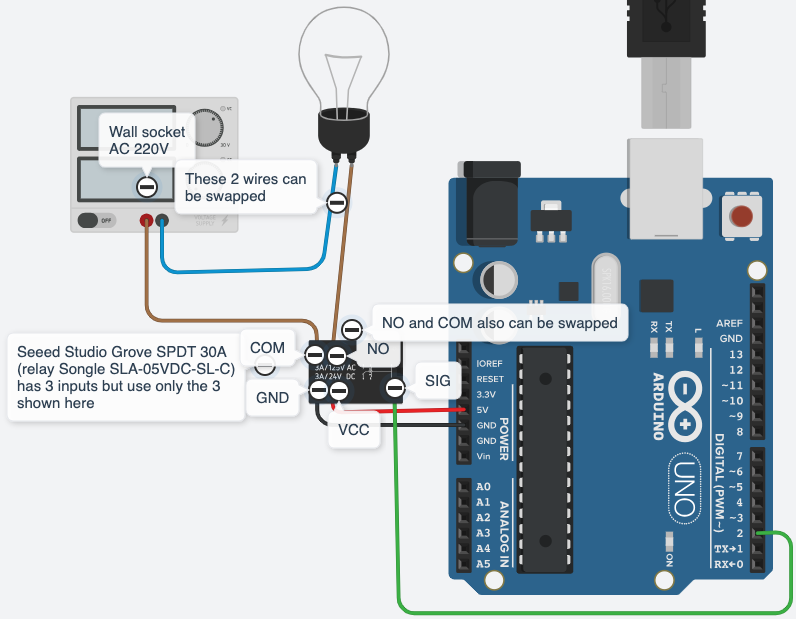 Wall socket
AC 220V
OFF
30 V
These 2 wires can
be swapped
NO and COM also can be swapped
Seeed Studio Grove SPDT 30A
(relay Songle SLA-05VDC-SL-C)
has 3 inputs but use only the 3
shown here
COM
NO
3A/125V AC
3A/24V DC
GND
SIG
VCC
IOREF
RESET
3.3V
5V
GND
GND
Vin
POWER
A0
A1
A2
A3
A4
A5
ANALOG IN
RX
TX
L
ARDUINO
UNO
ON
AREF
GND
13
12
~11
~10
~9
8
7
~6
~5
4
~3
2
TX→1
RX←0
DIGITAL (PWM~)